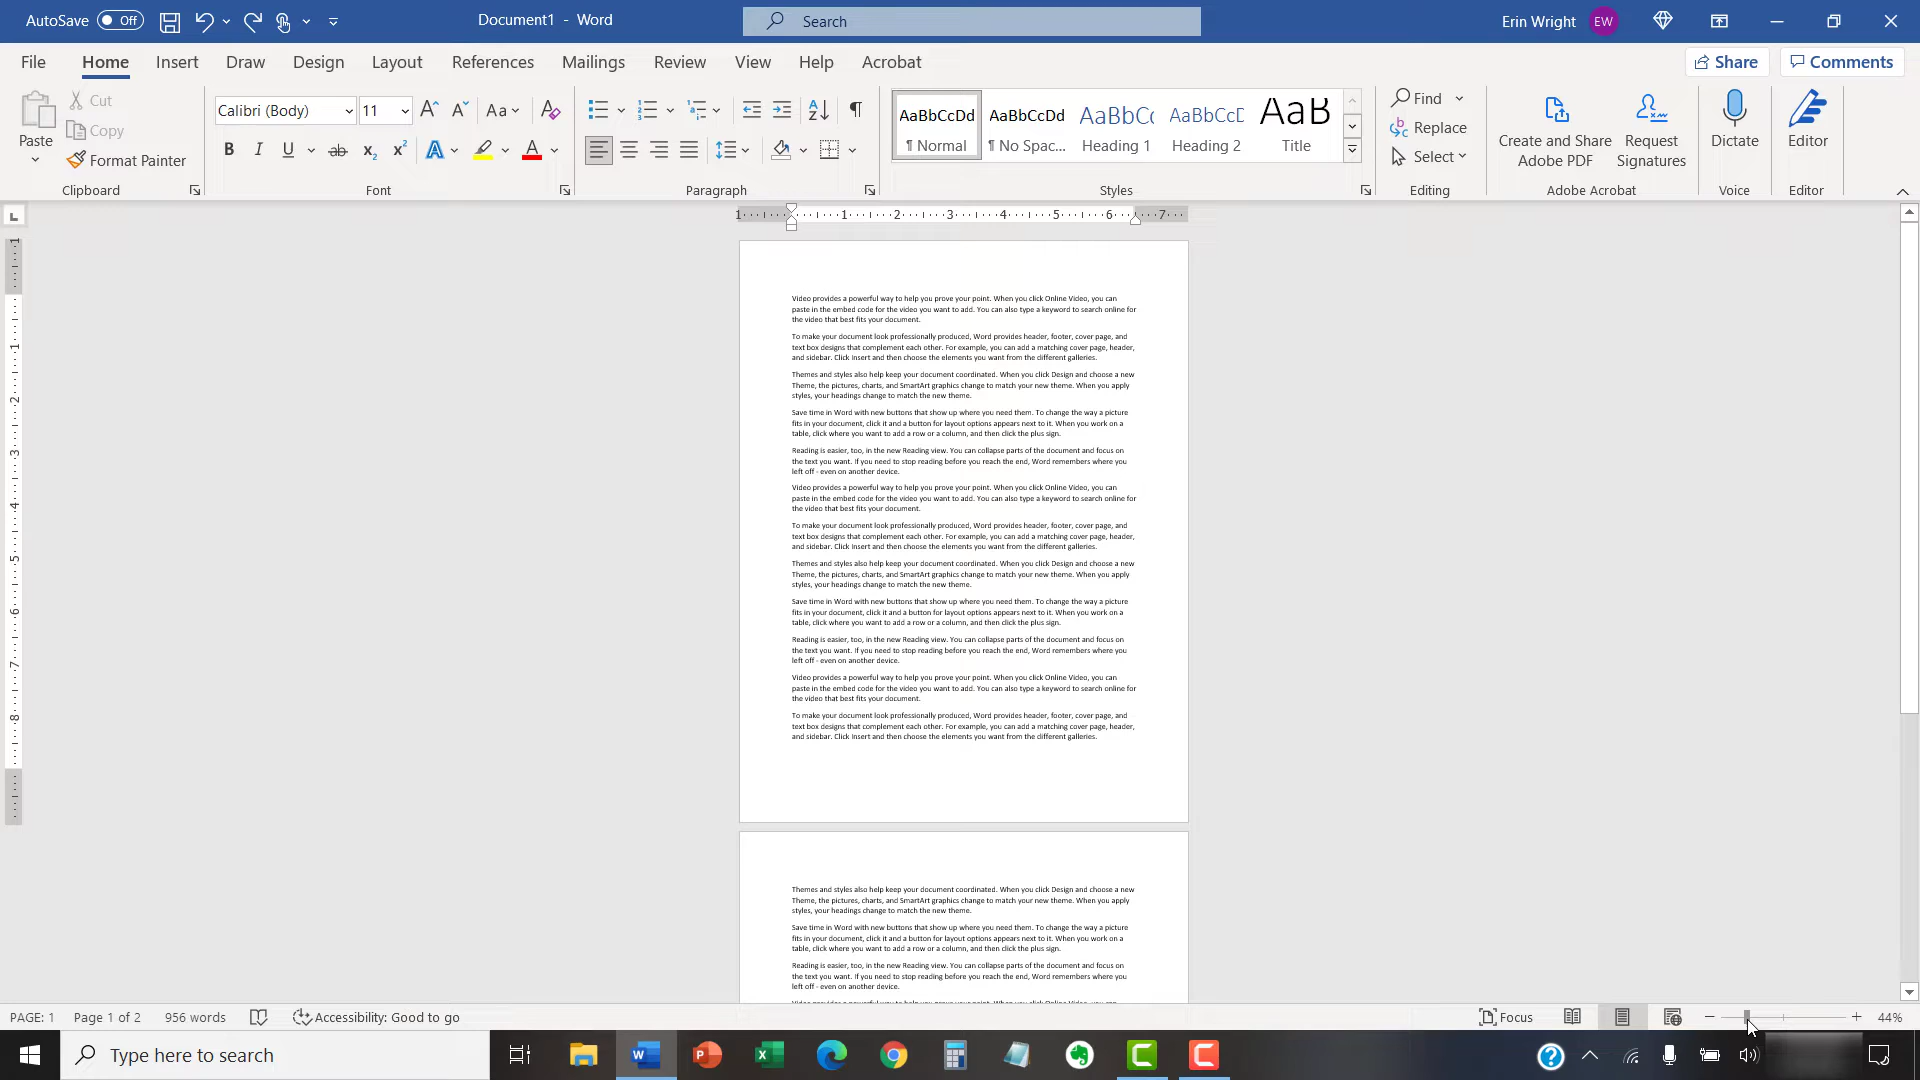 AutoSave Off
Document1 - Word
Search
Erin Wright EW
File Home Insert Draw Design Layout References Mailings Review View Help Acrobat
Share Comments
Paste
Cut
Copy
Format Painter
Clipboard
Calibri (Body) 11
Font
Paragraph
AaBbCcDd AaBbCcDd AaBbCc AaBbCcD AaB
¶ Normal ¶ No Spac... Heading 1 Heading 2 Title
Styles
Find
Replace
Select
Editing
Create and Share Adobe PDF
Request Signatures
Adobe Acrobat
Dictate
Voice
Editor
Editor
1 1 2 3 4 5 6 7
Video provides a powerful way to help you prove your point. When you click Online Video, you can
paste in the embed code for the video you want to add. You can also type a keyword to search online for
the video that best fits your document.
To make your document look professionally produced, Word provides header, footer, cover page, and
text box designs that complement each other. For example, you can add a matching cover page, header,
and sidebar. Click Insert and then choose the elements you want from the different galleries.
Themes and styles also help keep your document coordinated. When you click Design and choose a new
Theme, the pictures, charts, and SmartArt graphics change to match your new theme. When you apply
styles, your headings change to match the new theme.
Save time in Word with new buttons that show up where you need them. To change the way a picture
fits in your document, click it and a button for layout options appears next to it. When you work on a
table, click where you want to add a row or a column, and then click the plus sign.
Reading is easier, too, in the new Reading view. You can collapse parts of the document and focus on
the text you want. If you need to stop reading before you reach the end, Word remembers where you
left off - even on another device.
Video provides a powerful way to help you prove your point. When you click Online Video, you can
paste in the embed code for the video you want to add. You can also type a keyword to search online for
the video that best fits your document.
To make your document look professionally produced, Word provides header, footer, cover page, and
text box designs that complement each other. For example, you can add a matching cover page, header,
and sidebar. Click Insert and then choose the elements you want from the different galleries.
Themes and styles also help keep your document coordinated. When you click Design and choose a new
Theme, the pictures, charts, and SmartArt graphics change to match your new theme. When you apply
styles, your headings change to match the new theme.
Save time in Word with new buttons that show up where you need them. To change the way a picture
fits in your document, click it and a button for layout options appears next to it. When you work on a
table, click where you want to add a row or a column, and then click the plus sign.
Reading is easier, too, in the new Reading view. You can collapse parts of the document and focus on
the text you want. If you need to stop reading before you reach the end, Word remembers where you
left off - even on another device.
Video provides a powerful way to help you prove your point. When you click Online Video, you can
paste in the embed code for the video you want to add. You can also type a keyword to search online for
the video that best fits your document.
To make your document look professionally produced, Word provides header, footer, cover page, and
text box designs that complement each other. For example, you can add a matching cover page, header,
and sidebar. Click Insert and then choose the elements you want from the different galleries.
Themes and styles also help keep your document coordinated. When you click Design and choose a new
Theme, the pictures, charts, and SmartArt graphics change to match your new theme. When you apply
styles, your headings change to match the new theme.
Save time in Word with new buttons that show up where you need them. To change the way a picture
fits in your document, click it and a button for layout options appears next to it. When you work on a
table, click where you want to add a row or a column, and then click the plus sign.
Reading is easier, too, in the new Reading view. You can collapse parts of the document and focus on
the text you want. If you need to stop reading before you reach the end, Word remembers where you
left off - even on another device.
PAGE: 1 Page 1 of 2 956 words Accessibility: Good to go
Focus 44%
Type here to search